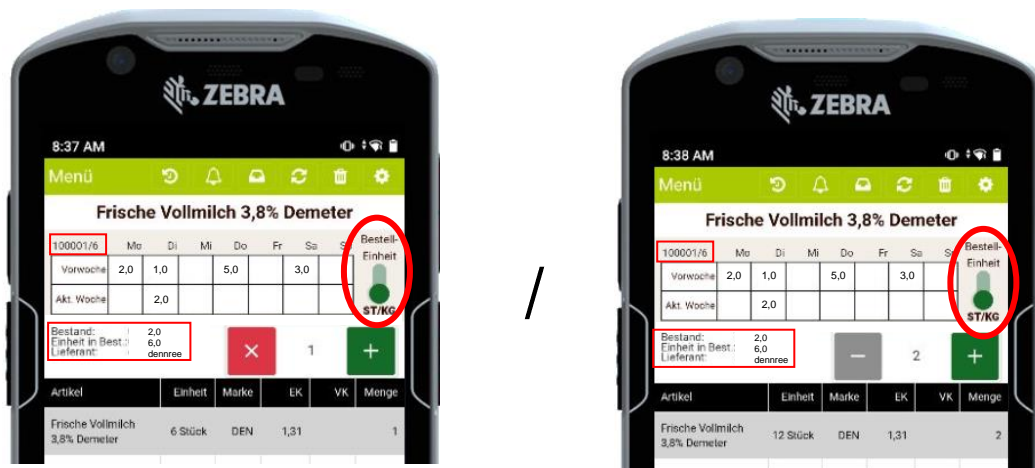 ZEBRA
8:37 AM
Menü
Frische Vollmilch 3,8% Demeter
100001/6 Mo Di Mi Do Fr Sa Bestell-
Einheit
Vorwoche 2,0 1,0 5,0 3,0
Akt. Woche 2,0
ST/KG
Bestand: 2,0
Einheit in Best.: 6,0
Lieferant: dennree
× 1 +
Artikel Einheit Marke EK VK Menge
Frische Vollmilch
3,8% Demeter 6 Stück DEN 1,31 1
/
ZEBRA
8:38 AM
Menü
Frische Vollmilch 3,8% Demeter
100001/6 Mo Di Mi Do Fr Sa Bestell-
Einheit
Vorwoche 2,0 1,0 5,0 3,0
Akt. Woche 2,0
ST/KG
Bestand: 2,0
Einheit in Best.: 6,0
Lieferant: dennree
− 2 +
Artikel Einheit Marke EK VK Menge
Frische Vollmilch
3,8% Demeter 12 Stück DEN 1,31 2